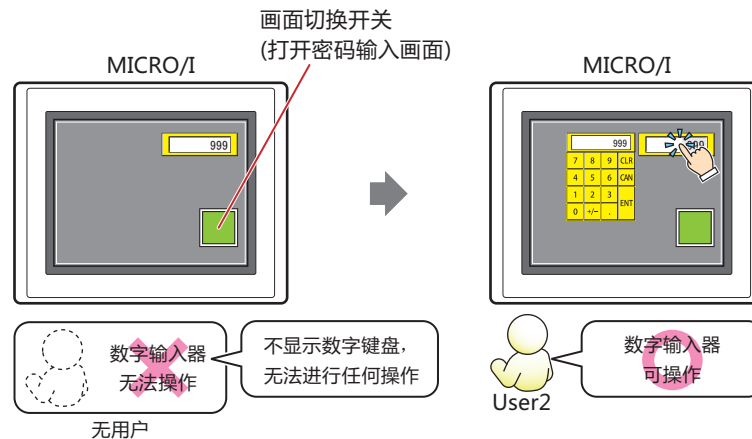 画面切换开关
(打开密码输入画面)
MICRO/I
999
数字输入器
无法操作
不显示数字键盘，
无法进行任何操作
无用户
MICRO/I
999
99
7 8 9 CLR
4 5 6 CAN
1 2 3
ENT
0 +/- .
数字输入器
可操作
User2